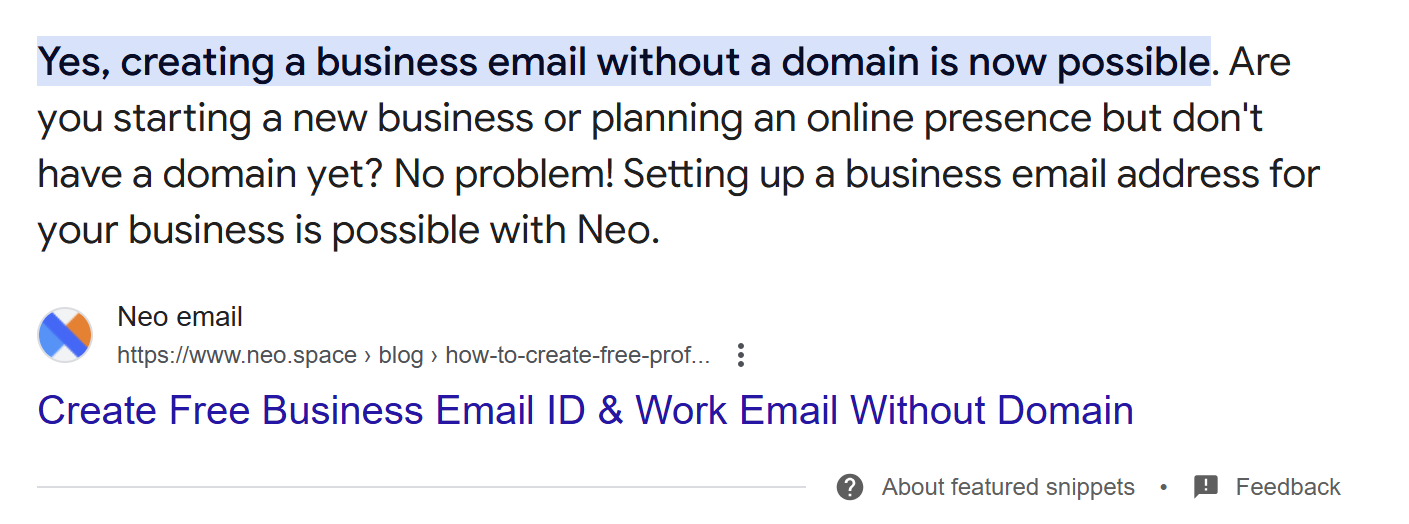 Yes, creating a business email without a domain is now possible. Are
you starting a new business or planning an online presence but don't
have a domain yet? No problem! Setting up a business email address for
your business is possible with Neo.
Neo email
https://www.neo.space › blog › how-to-create-free-prof...
Create Free Business Email ID & Work Email Without Domain
About featured snippets • Feedback